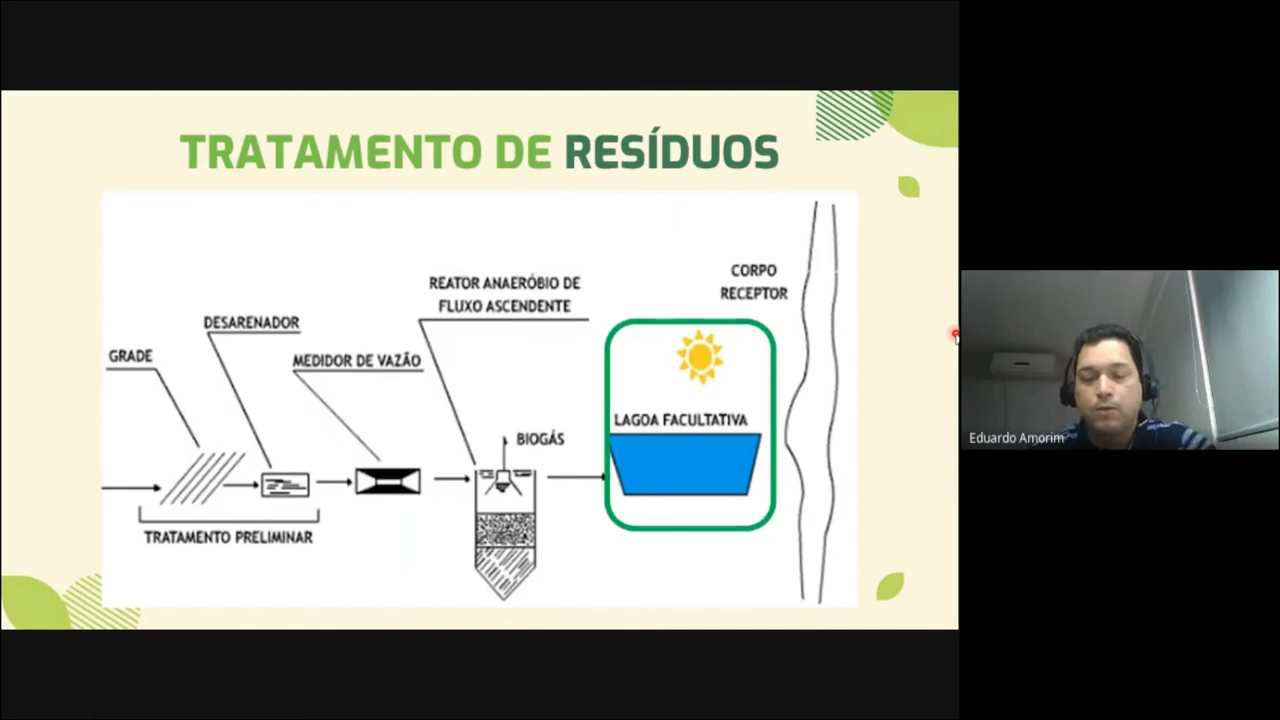 TRATAMENTO DE RESÍDUOS
CORPO
RECEPTOR
REATOR ANAERÓBIO DE
FLUXO ASCENDENTE
DESARENADOR
GRADE
MEDIDOR DE VAZÃO
LAGOA FACULTATIVA
BIOGÁS
TRATAMENTO PRELIMINAR
Eduardo Amorim